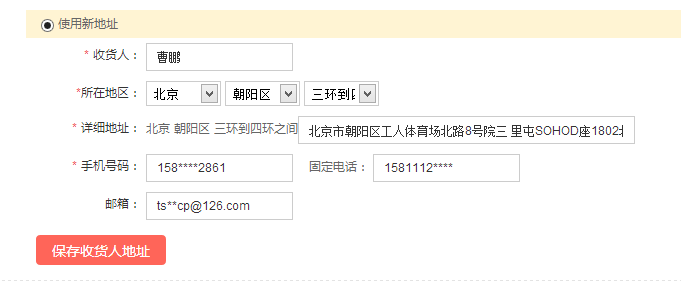 使用新地址
* 收货人： 曹鹏
*所在地区： 北京 朝阳区 三环到四
* 详细地址： 北京 朝阳区 三环到四环之间 北京市朝阳区工人体育场北路8号院三 里屯SOHOD座1802
* 手机号码： 158****2861 固定电话： 1581112****
邮箱： ts**cp@126.com
保存收货人地址